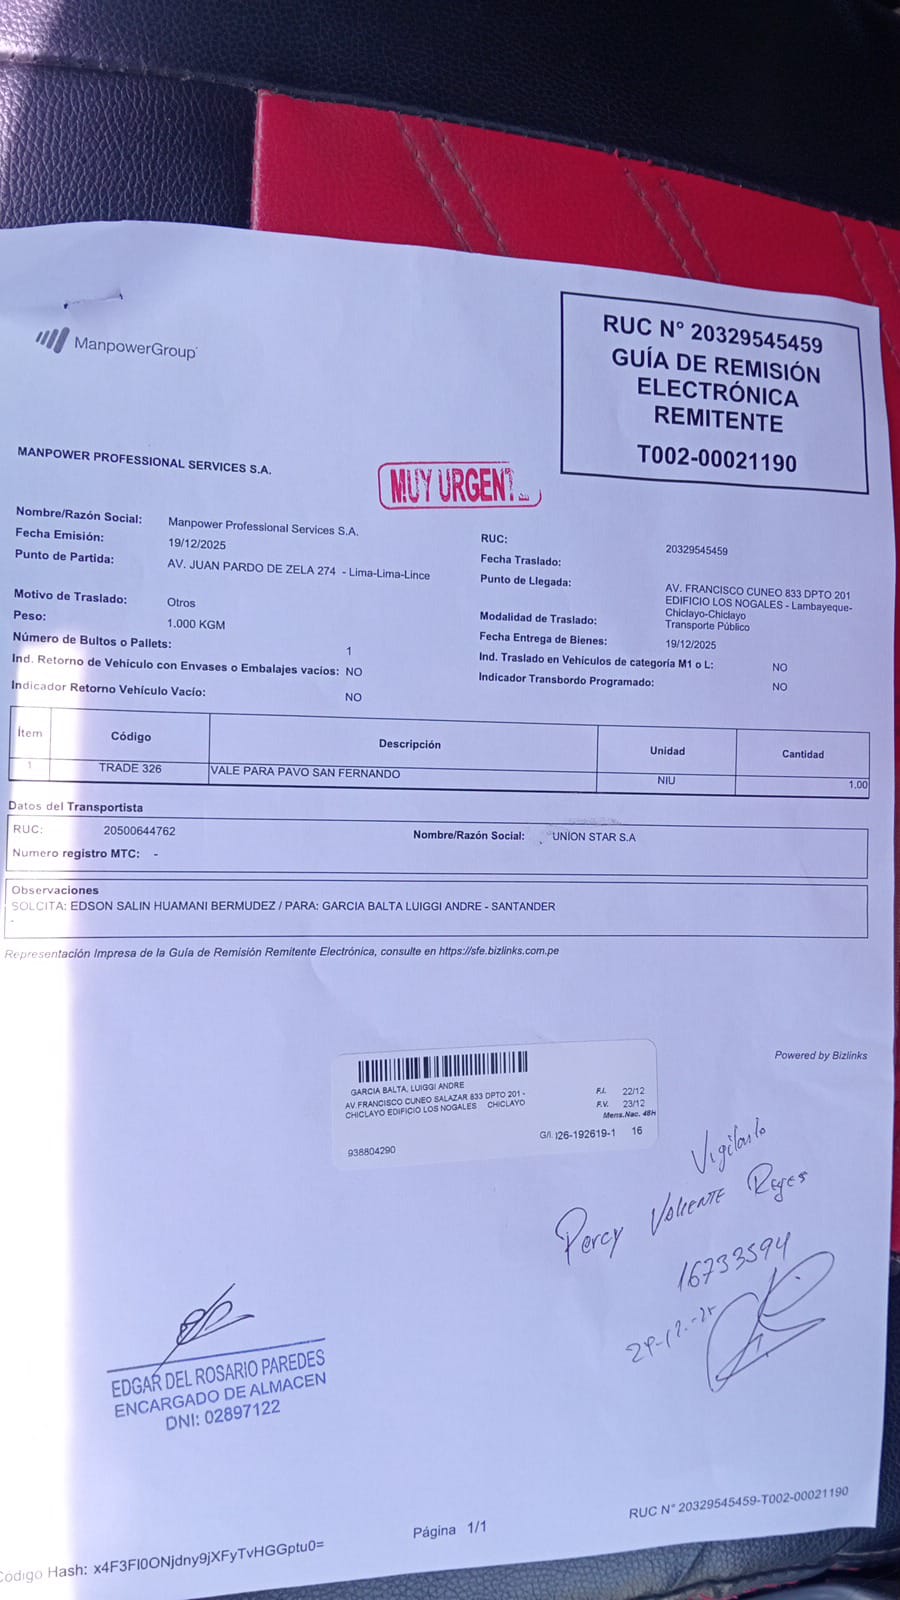 ManpowerGroup
RUC N° 20329545459
GUÍA DE REMISIÓN
ELECTRÓNICA
REMITENTE
T002-00021190
MANPOWER PROFESSIONAL SERVICES S.A.
MUY URGENT
Nombre/Razón Social: Manpower Professional Services S.A.
Fecha Emisión: 19/12/2025
Punto de Partida: AV. JUAN PARDO DE ZELA 274 - Lima-Lima-Lince
Motivo de Traslado: Otros
Peso: 1.000 KGM
Número de Bultos o Pallets: 1
Ind. Retorno de Vehículo con Envases o Embalajes vacios: NO
Indicador Retorno Vehículo Vacío: NO
RUC: 20329545459
Fecha Traslado:
Punto de Llegada: AV. FRANCISCO CUNEO 833 DPTO 201
EDIFICIO LOS NOGALES - Lambayeque-
Chiclayo-Chiclayo
Modalidad de Traslado: Transporte Público
Fecha Entrega de Bienes: 19/12/2025
Ind. Traslado en Vehículos de categoría M1 o L: NO
Indicador Transbordo Programado: NO
Ítem Código Descripción Unidad Cantidad
1 TRADE 326 VALE PARA PAVO SAN FERNANDO NIU 1.00
Datos del Transportista
RUC: 20500644762 Nombre/Razón Social: UNION STAR S.A
Numero registro MTC: -
Observaciones
SOLCITA: EDSON SALIN HUAMANI BERMUDEZ / PARA: GARCIA BALTA LUIGGI ANDRE - SANTANDER
-
Representación Impresa de la Guía de Remisión Remitente Electrónica, consulte en https://sfe.bizlinks.com.pe
Powered by Bizlinks
GARCIA BALTA, LUIGGI ANDRE
AV.FRANCISCO CUNEO SALAZAR 833 DPTO 201 -
CHICLAYO EDIFICIO LOS NOGALES CHICLAYO
F.I. 22/12
F.V. 23/12
Mens.Nac. 48H
G/I. 126-192619-1 16
938804290
Vigilante
Percy VALIENTE Reyes
16733594
EDGAR DEL ROSARIO PAREDES
ENCARGADO DE ALMACEN
DNI: 02897122
RUC N° 20329545459-T002-00021190
Página 1/1
Código Hash: x4F3FI0ONjdny9jXFyTvHGGptu0=